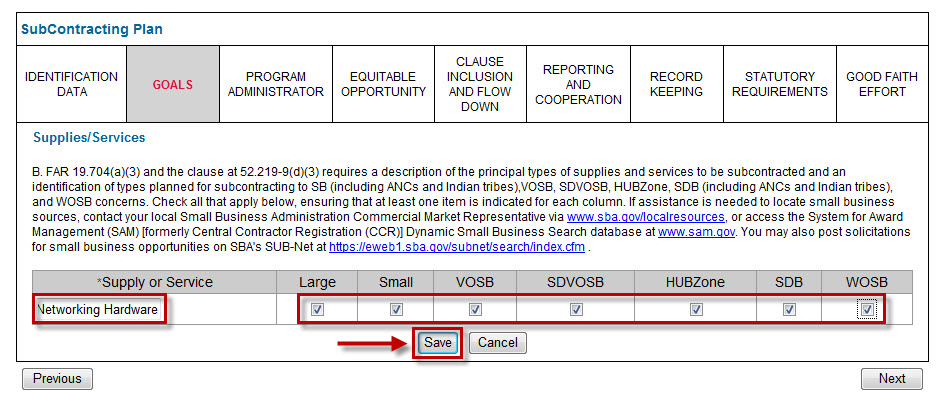 SubContracting Plan
IDENTIFICATION DATA
GOALS
PROGRAM ADMINISTRATOR
EQUITABLE OPPORTUNITY
CLAUSE INCLUSION AND FLOW DOWN
REPORTING AND COOPERATION
RECORD KEEPING
STATUTORY REQUIREMENTS
GOOD FAITH EFFORT
Supplies/Services
B. FAR 19.704(a)(3) and the clause at 52.219-9(d)(3) requires a description of the principal types of supplies and services to be subcontracted and an
identification of types planned for subcontracting to SB (including ANCs and Indian tribes),VOSB, SDVOSB, HUBZone, SDB (including ANCs and Indian tribes),
and WOSB concerns. Check all that apply below, ensuring that at least one item is indicated for each column. If assistance is needed to locate small business
sources, contact your local Small Business Administration Commercial Market Representative via www.sba.gov/localresources, or access the System for Award
Management (SAM) [formerly Central Contractor Registration (CCR)] Dynamic Small Business Search database at www.sam.gov. You may also post solicitations
for small business opportunities on SBA's SUB-Net at https://eweb1.sba.gov/subnet/search/index.cfm .
*Supply or Service Large Small VOSB SDVOSB HUBZone SDB WOSB
Networking Hardware
Save Cancel
Previous Next